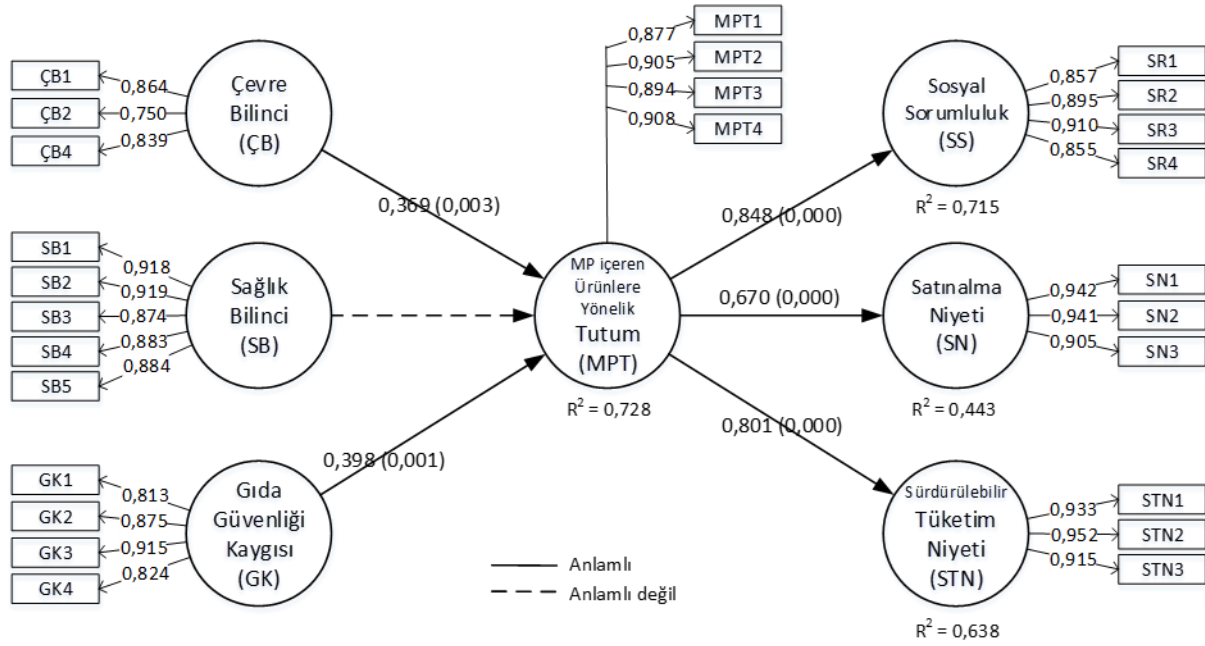 ÇB1
ÇB2
ÇB4
0,864
0,750
0,839
Çevre
Bilinci
(ÇB)
0,369 (0,003)
SB1
SB2
SB3
SB4
SB5
0,918
0,919
0,874
0,883
0,884
Sağlık
Bilinci
(SB)
GK1
GK2
GK3
GK4
0,813
0,875
0,915
0,824
Gıda
Güvenliği
Kaygısı
(GK)
0,398 (0,001)
0,877
0,905
0,894
0,908
MPT1
MPT2
MPT3
MPT4
MP içeren
Ürünlere
Yönelik
Tutum
(MPT)
R² = 0,728
0,848 (0,000)
0,670 (0,000)
0,801 (0,000)
Sosyal
Sorumluluk
(SS)
R² = 0,715
0,857
0,895
0,910
0,855
SR1
SR2
SR3
SR4
Satınalma
Niyeti
(SN)
R² = 0,443
0,942
0,941
0,905
SN1
SN2
SN3
Sürdürülebilir
Tüketim
Niyeti
(STN)
R² = 0,638
0,933
0,952
0,915
STN1
STN2
STN3
Anlamlı
Anlamlı değil